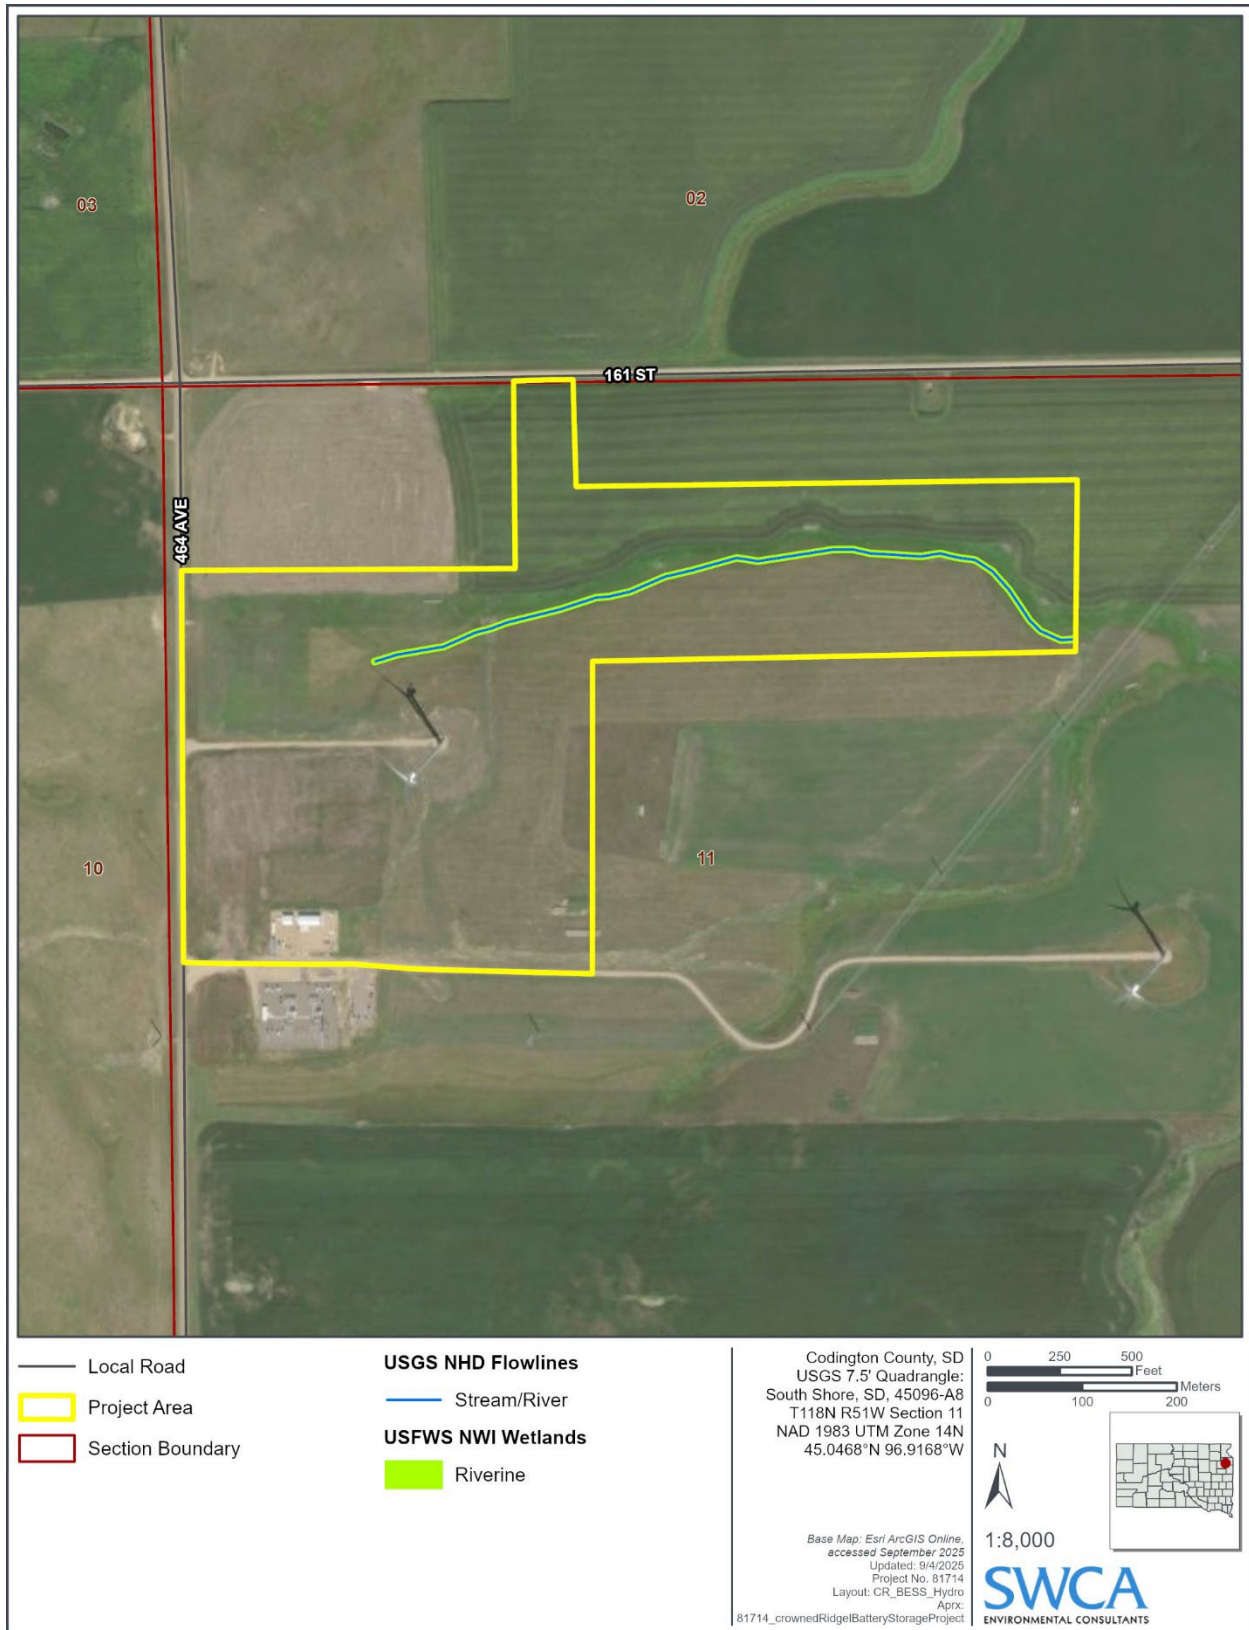 03
02
161 ST
464 AVE
10
11
Local Road
Project Area
Section Boundary
USGS NHD Flowlines
Stream/River
USFWS NWI Wetlands
Riverine
Codington County, SD
USGS 7.5' Quadrangle:
South Shore, SD, 45096-A8
T118N R51W Section 11
NAD 1983 UTM Zone 14N
45.0468°N 96.9168°W
Base Map: Esri ArcGIS Online,
accessed September 2025
Updated: 9/4/2025
Project No. 81714
Layout: CR_BESS_Hydro
Aprx:
81714_crownedRidgeIBatteryStorageProject
0 250 500
Feet
Meters
0 100 200
N
1:8,000
SWCA
ENVIRONMENTAL CONSULTANTS